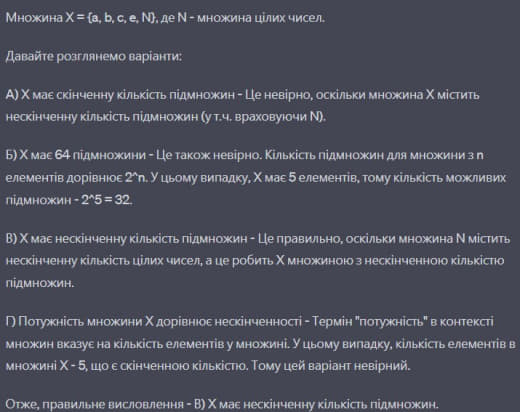 Множина X = {a, b, c, e, N}, де N - множина цілих чисел.
Давайте розглянемо варіанти:
А) X має скінченну кількість підмножин - Це невірно, оскільки множина X містить
нескінченну кількість підмножин (у т.ч. враховуючи N).
Б) X має 64 підмножини - Це також невірно. Кількість підмножин для множини з n
елементів дорівнює 2^n. У цьому випадку, X має 5 елементів, тому кількість можливих
підмножин - 2^5 = 32.
В) X має нескінченну кількість підмножин - Це правильно, оскільки множина N містить
нескінченну кількість цілих чисел, а це робить X множиною з нескінченною кількістю
підмножин.
Г) Потужність множини X дорівнює нескінченності - Термін "потужність" в контексті
множин вказує на кількість елементів у множині. У цьому випадку, кількість елементів в
множині X - 5, що є скінченною кількістю. Тому цей варіант невірний.
Отже, правильне висловлення - В) X має нескінченну кількість підмножин.